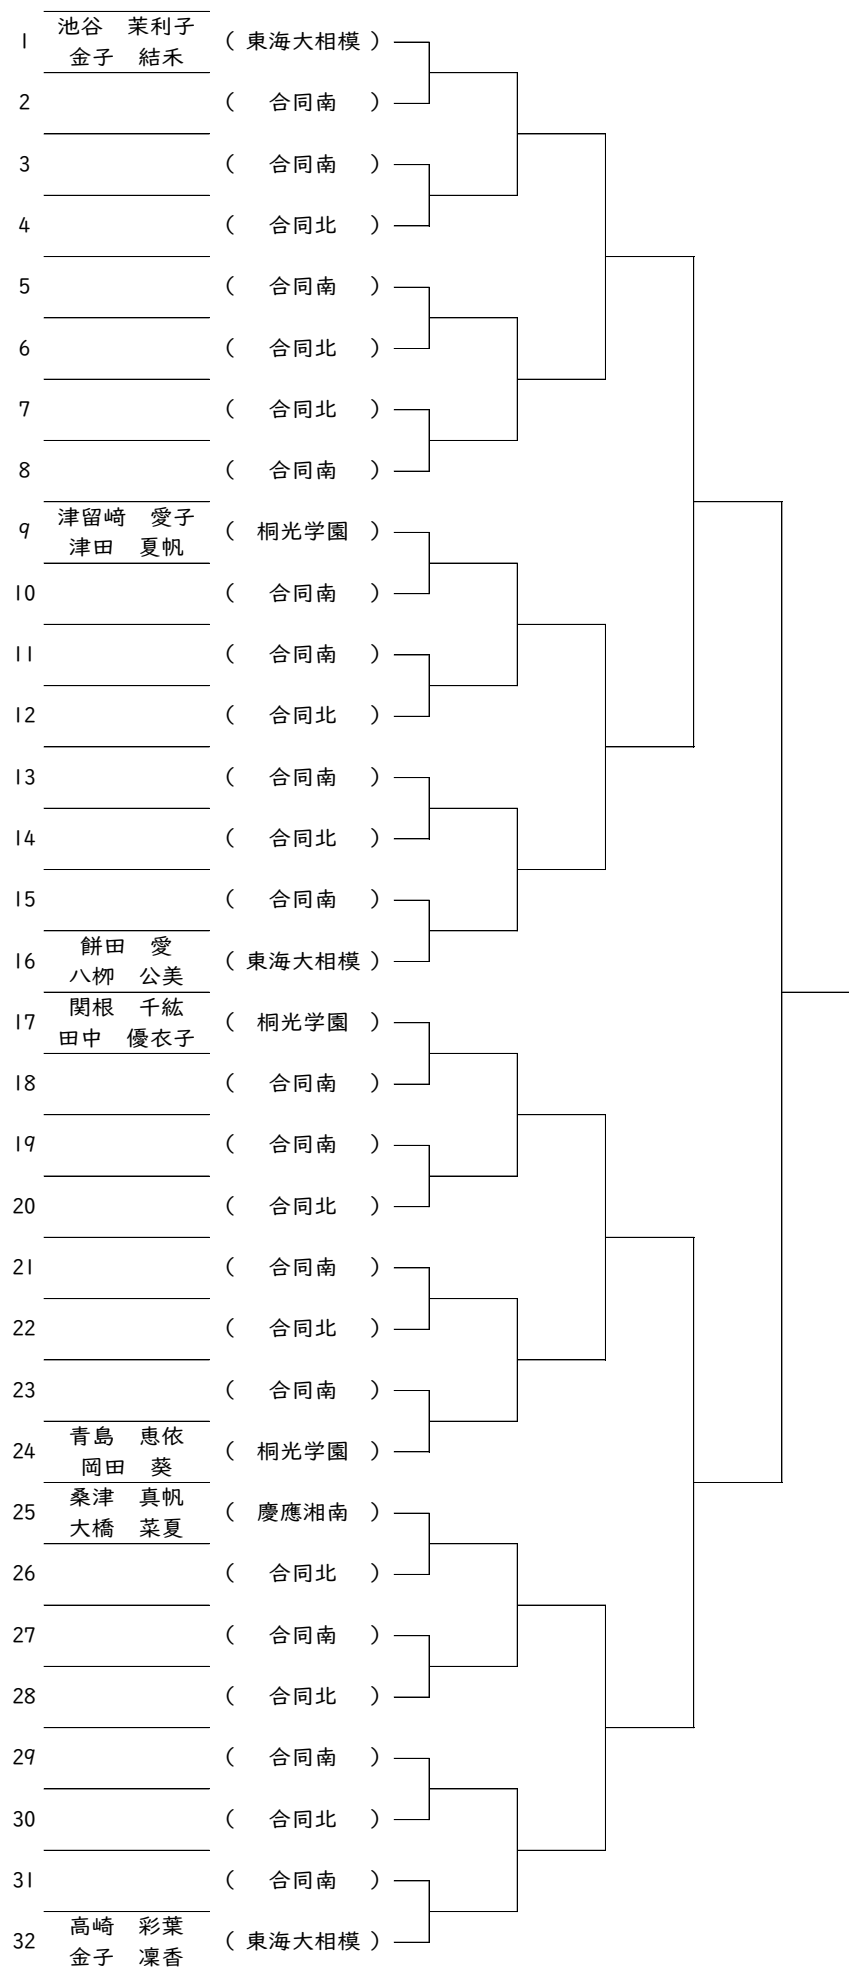 池谷　茉利子
1 （ 東海大相模 ）
金子　結禾
2 （ 合同南 ）
3 （ 合同南 ）
4 （ 合同北 ）
5 （ 合同南 ）
6 （ 合同北 ）
7 （ 合同北 ）
8 （ 合同南 ）
津留﨑　愛子
9 （ 桐光学園 ）
津田　夏帆
10 （ 合同南 ）
11 （ 合同南 ）
12 （ 合同北 ）
13 （ 合同南 ）
14 （ 合同北 ）
15 （ 合同南 ）
餅田　愛
16 （ 東海大相模 ）
八栁　公美
関根　千紘
17 （ 桐光学園 ）
田中　優衣子
18 （ 合同南 ）
19 （ 合同南 ）
20 （ 合同北 ）
21 （ 合同南 ）
22 （ 合同北 ）
23 （ 合同南 ）
青島　恵依
24 （ 桐光学園 ）
岡田　葵
桑津　真帆
25 （ 慶應湘南 ）
大橋　菜夏
26 （ 合同北 ）
27 （ 合同南 ）
28 （ 合同北 ）
29 （ 合同南 ）
30 （ 合同北 ）
31 （ 合同南 ）
高崎　彩葉
32 （ 東海大相模 ）
金子　凜香